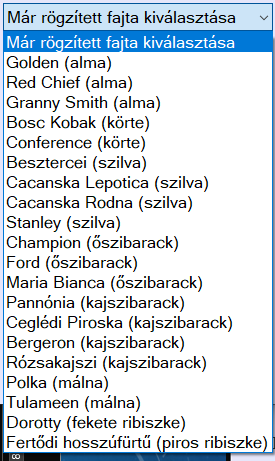 Már rögzített fajta kiválasztása
Már rögzített fajta kiválasztása
Golden (alma)
Red Chief (alma)
Granny Smith (alma)
Bosc Kobak (körte)
Conference (körte)
Besztercei (szilva)
Cacanska Lepotica (szilva)
Cacanska Rodna (szilva)
Stanley (szilva)
Champion (őszibarack)
Ford (őszibarack)
Maria Bianca (őszibarack)
Pannónia (kajszibarack)
Ceglédi Piroska (kajszibarack)
Bergeron (kajszibarack)
Rózsakajszi (kajszibarack)
Polka (málna)
Tulameen (málna)
Dorotty (fekete ribiszke)
Fertődi hosszúfürtű (piros ribiszke)